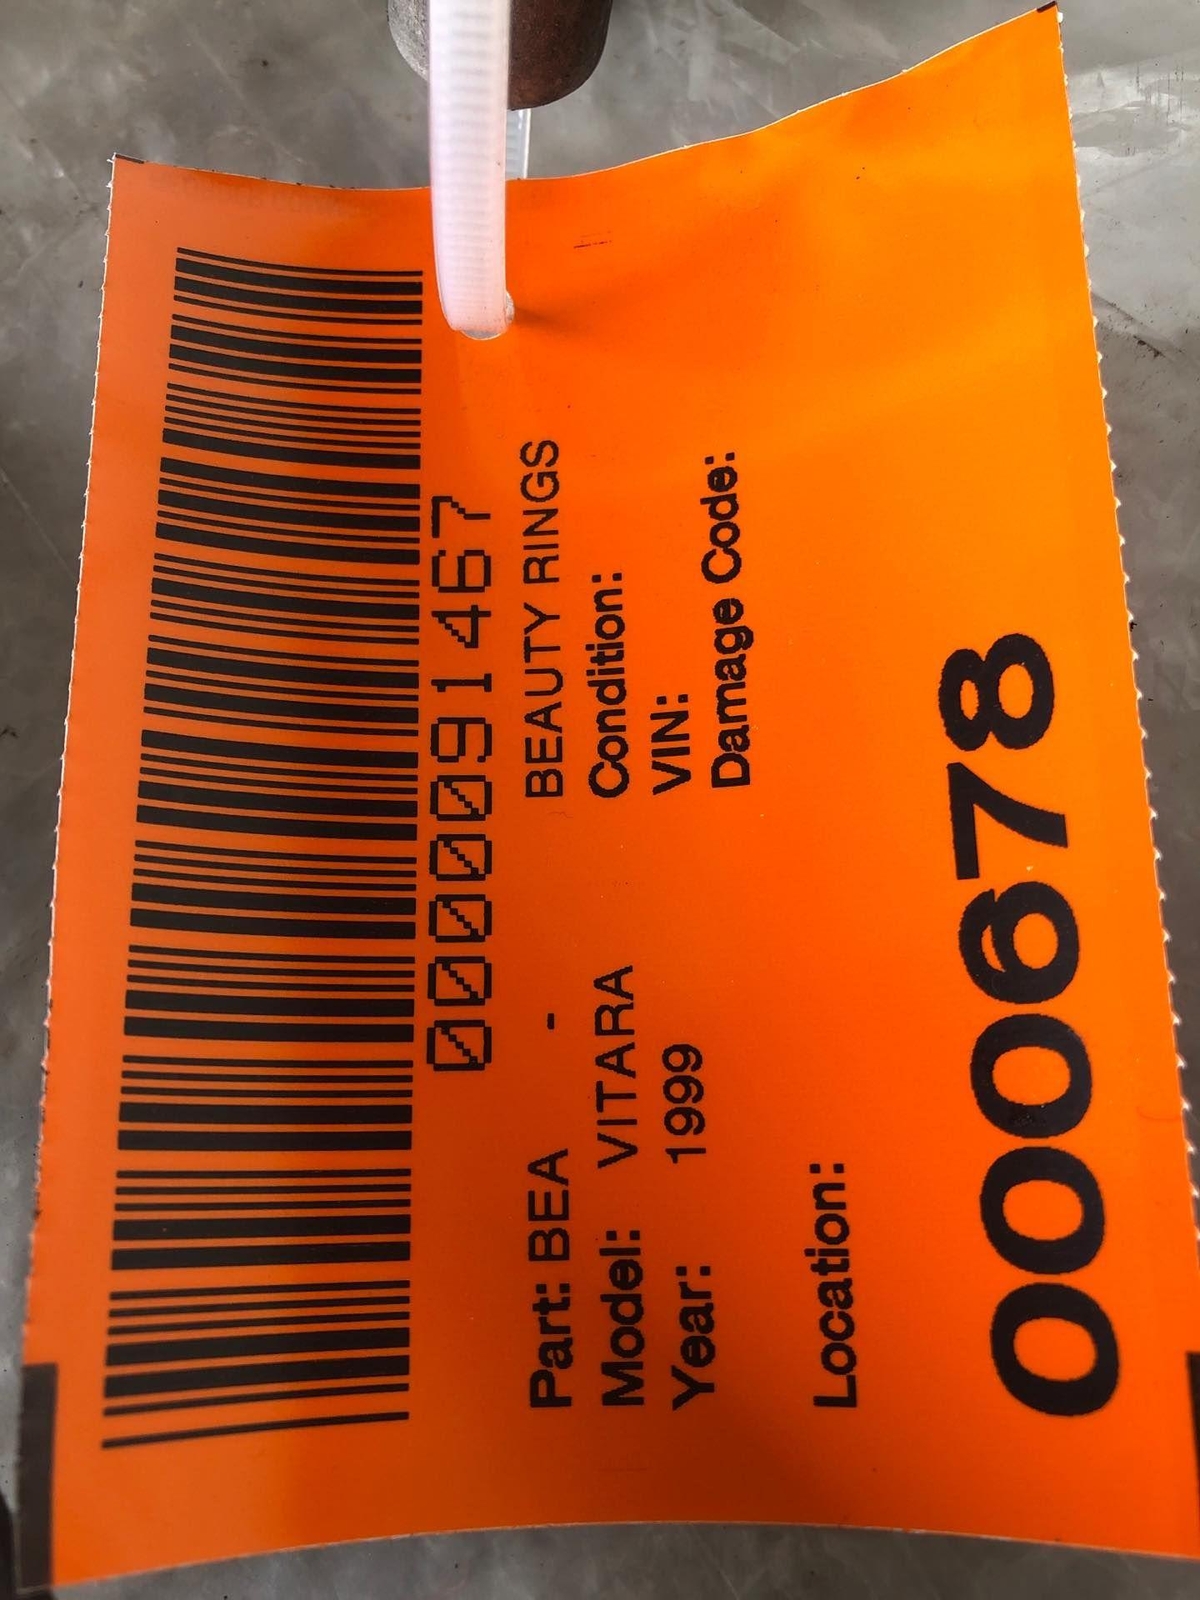 0000091467
Part: BEA - BEAUTY RINGS
Model: VITARA Condition:
Year: 1999 VIN:
Damage Code:
Location:
000678